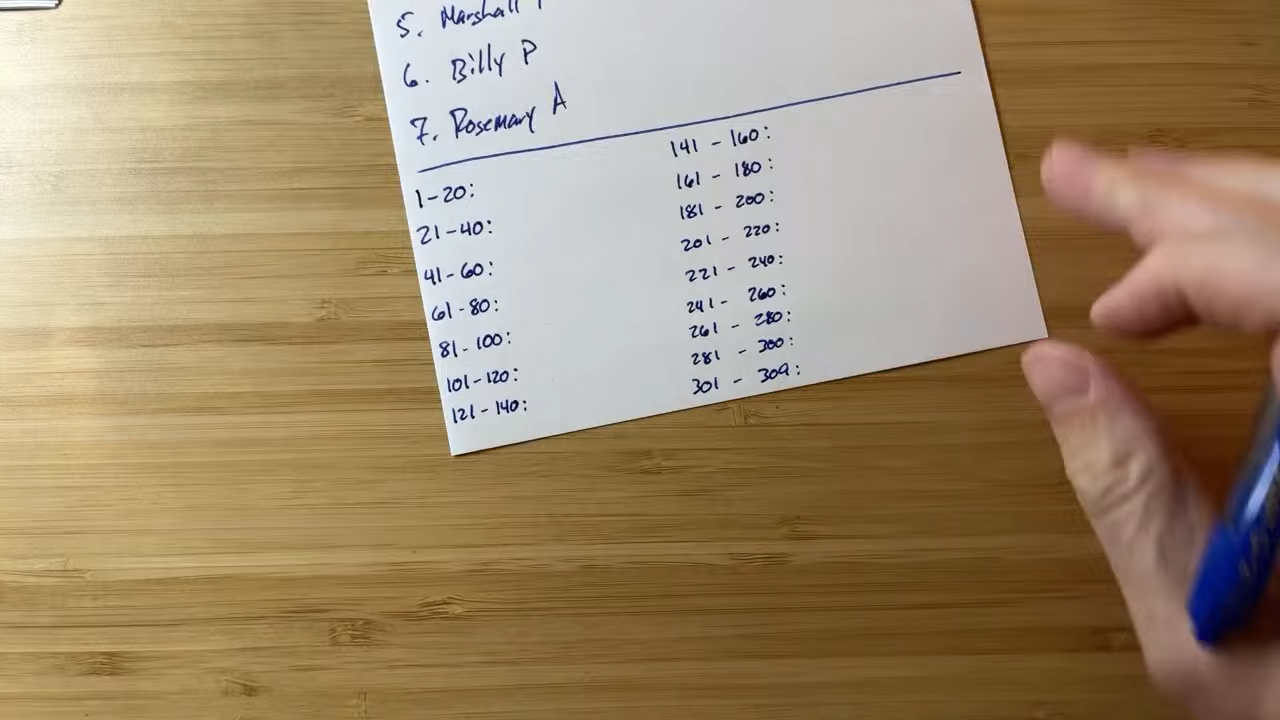 5. Marshall
6. Billy P
7. Rosemary A
1-20:
21-40:
41-60:
61-80:
81-100:
101-120:
121-140:
141 - 160:
161 - 180:
181 - 200:
201 - 220:
221 - 240:
241 - 260:
261 - 280:
281 - 300:
301 - 309: